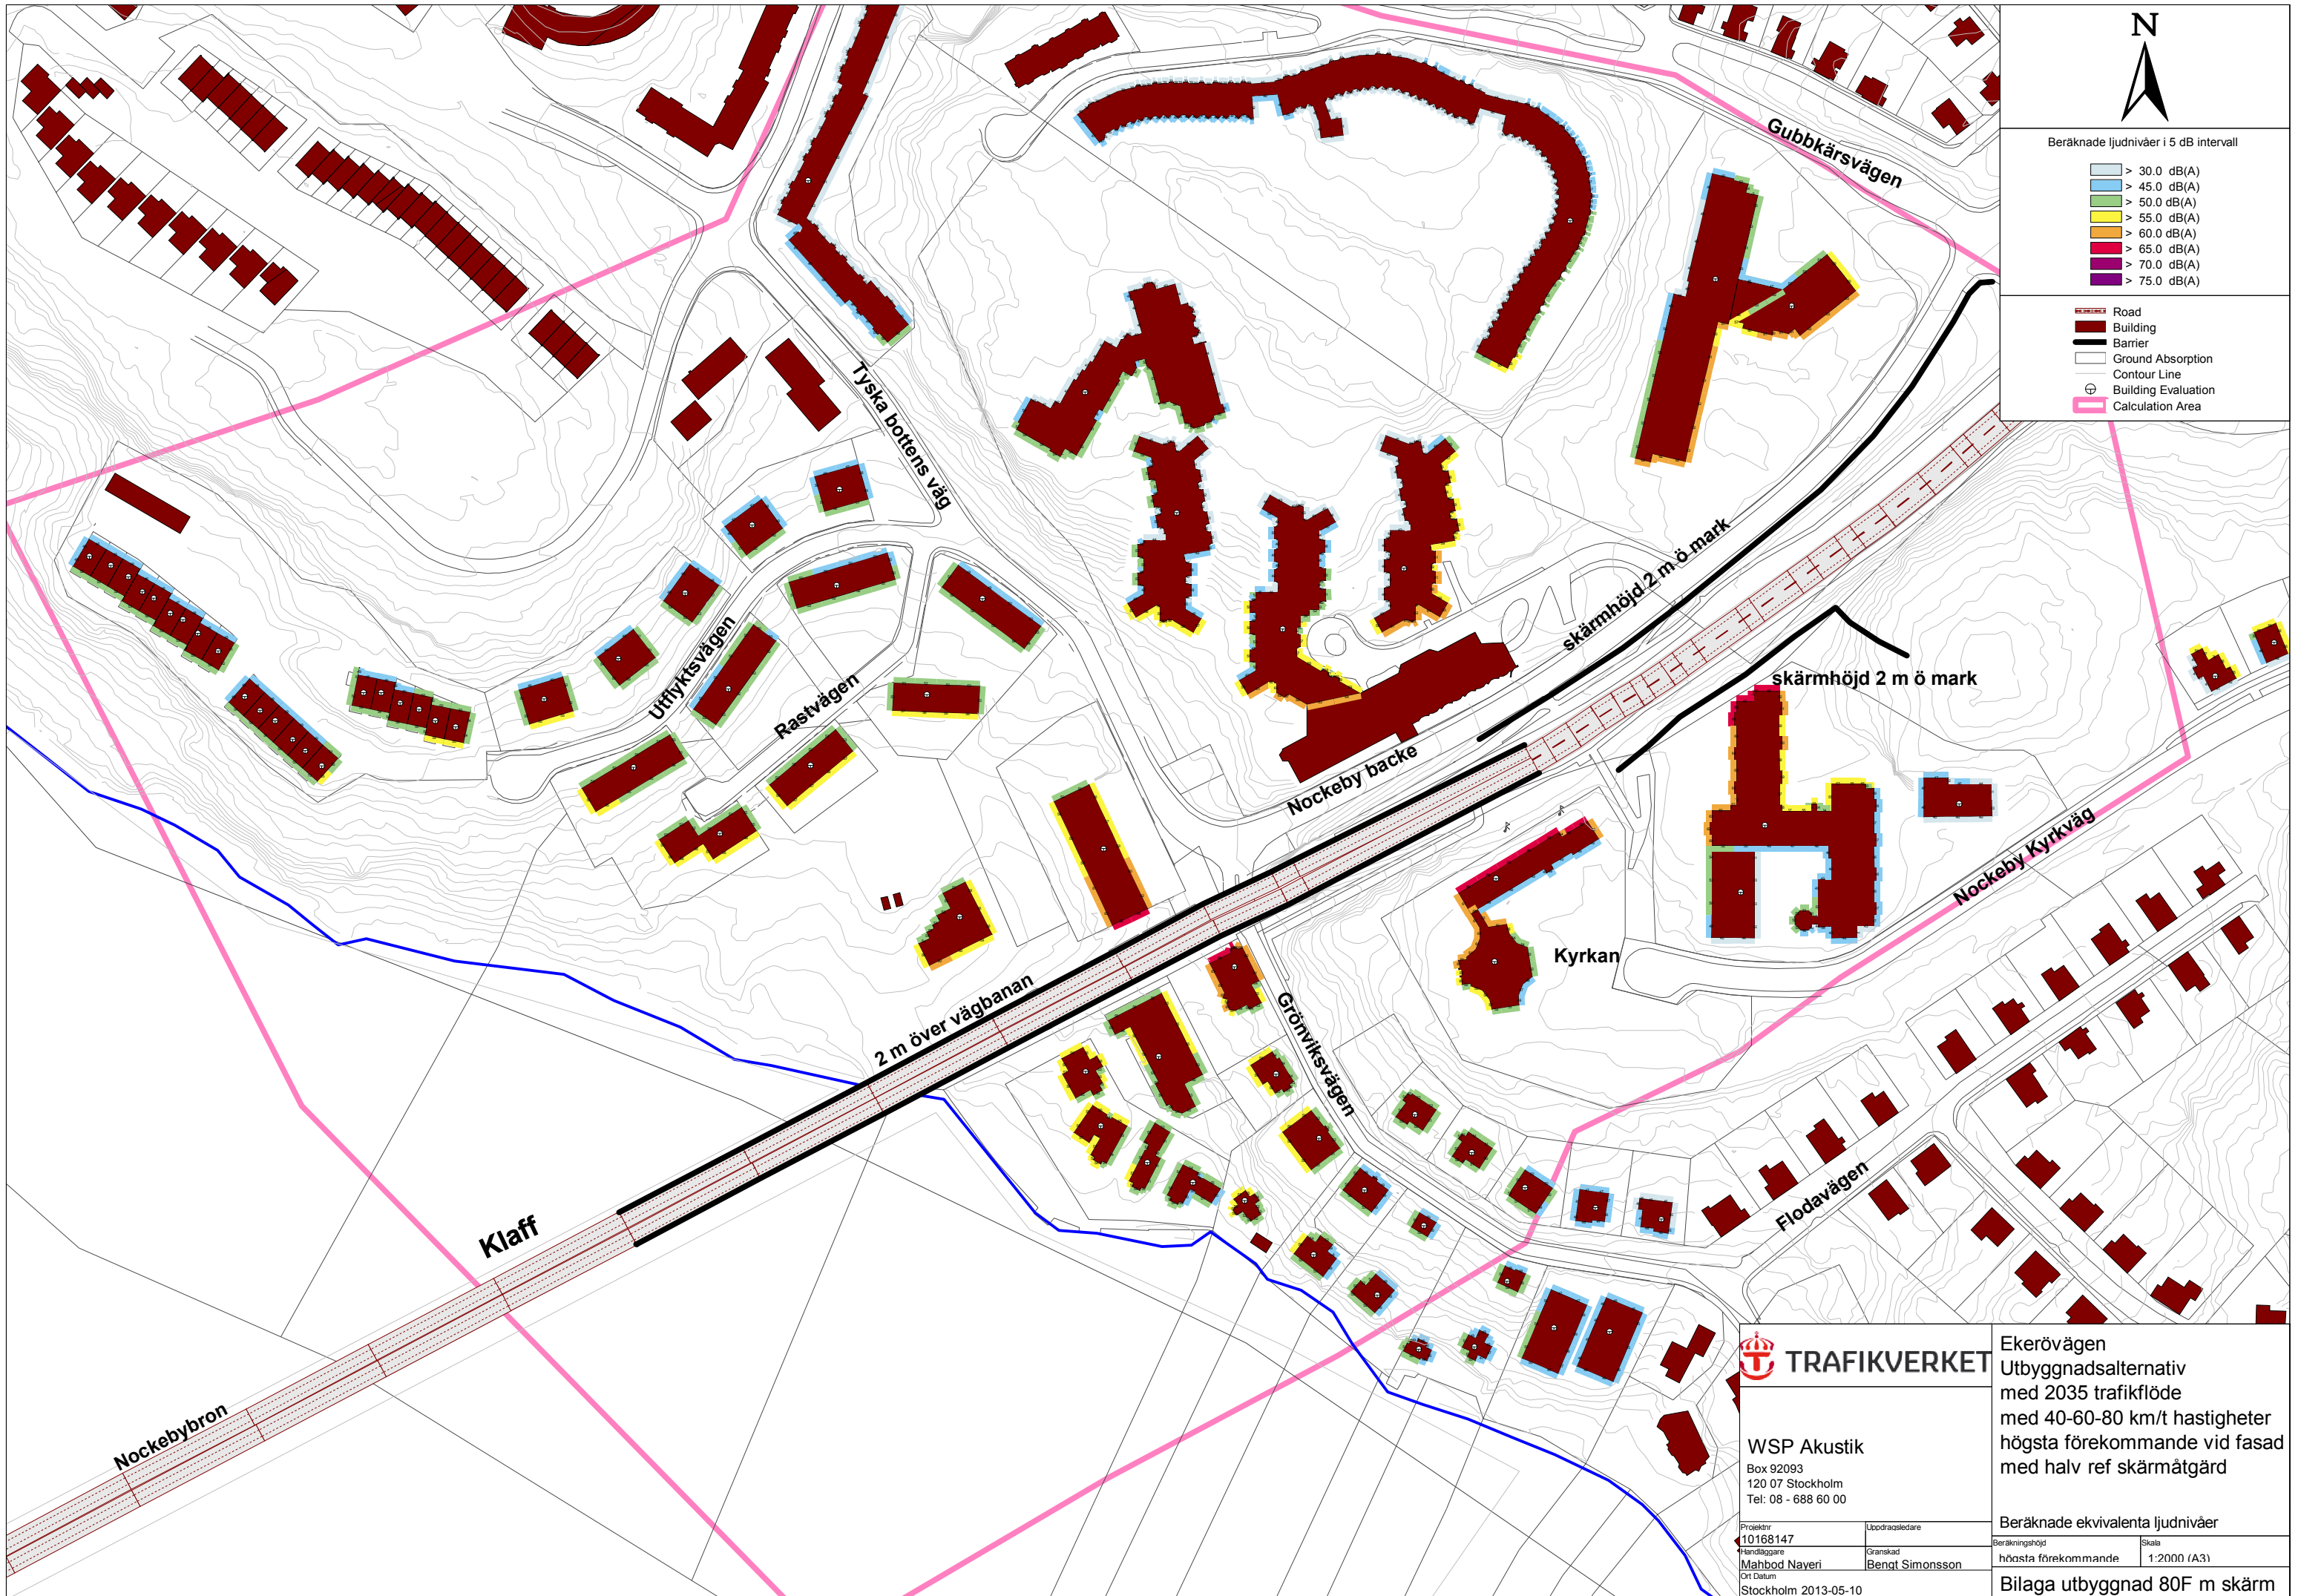 N
Beräknade ljudnivåer i 5 dB intervall
> 30.0 dB(A)
> 45.0 dB(A)
> 50.0 dB(A)
> 55.0 dB(A)
> 60.0 dB(A)
> 65.0 dB(A)
> 70.0 dB(A)
> 75.0 dB(A)
Road
Building
Barrier
Ground Absorption
Contour Line
Building Evaluation
Calculation Area
Gubbkärsvägen
Tyska bottens väg
skärmhöjd 2 m ö mark
skärmhöjd 2 m ö mark
Utflyktsvägen
Rastvägen
Nockeby backe
Nockeby Kyrkväg
Kyrkan
2 m över vägbanan
Grönviksvägen
Flodavägen
Klaff
Nockebybron
TRAFIKVERKET
WSP Akustik
Box 92093
120 07 Stockholm
Tel: 08 - 688 60 00
Projektnr
10168147
Uppdragsledare
Handläggare
Mahbod Nayeri
Granskad
Bengt Simonsson
Ort Datum
Stockholm 2013-05-10
Ekerövägen
Utbyggnadsalternativ
med 2035 trafikflöde
med 40-60-80 km/t hastigheter
högsta förekommande vid fasad
med halv ref skärmåtgärd
Beräknade ekvivalenta ljudnivåer
Beräkningshöjd
högsta förekommande
Skala
1:2000 (A3)
Bilaga utbyggnad 80F m skärm